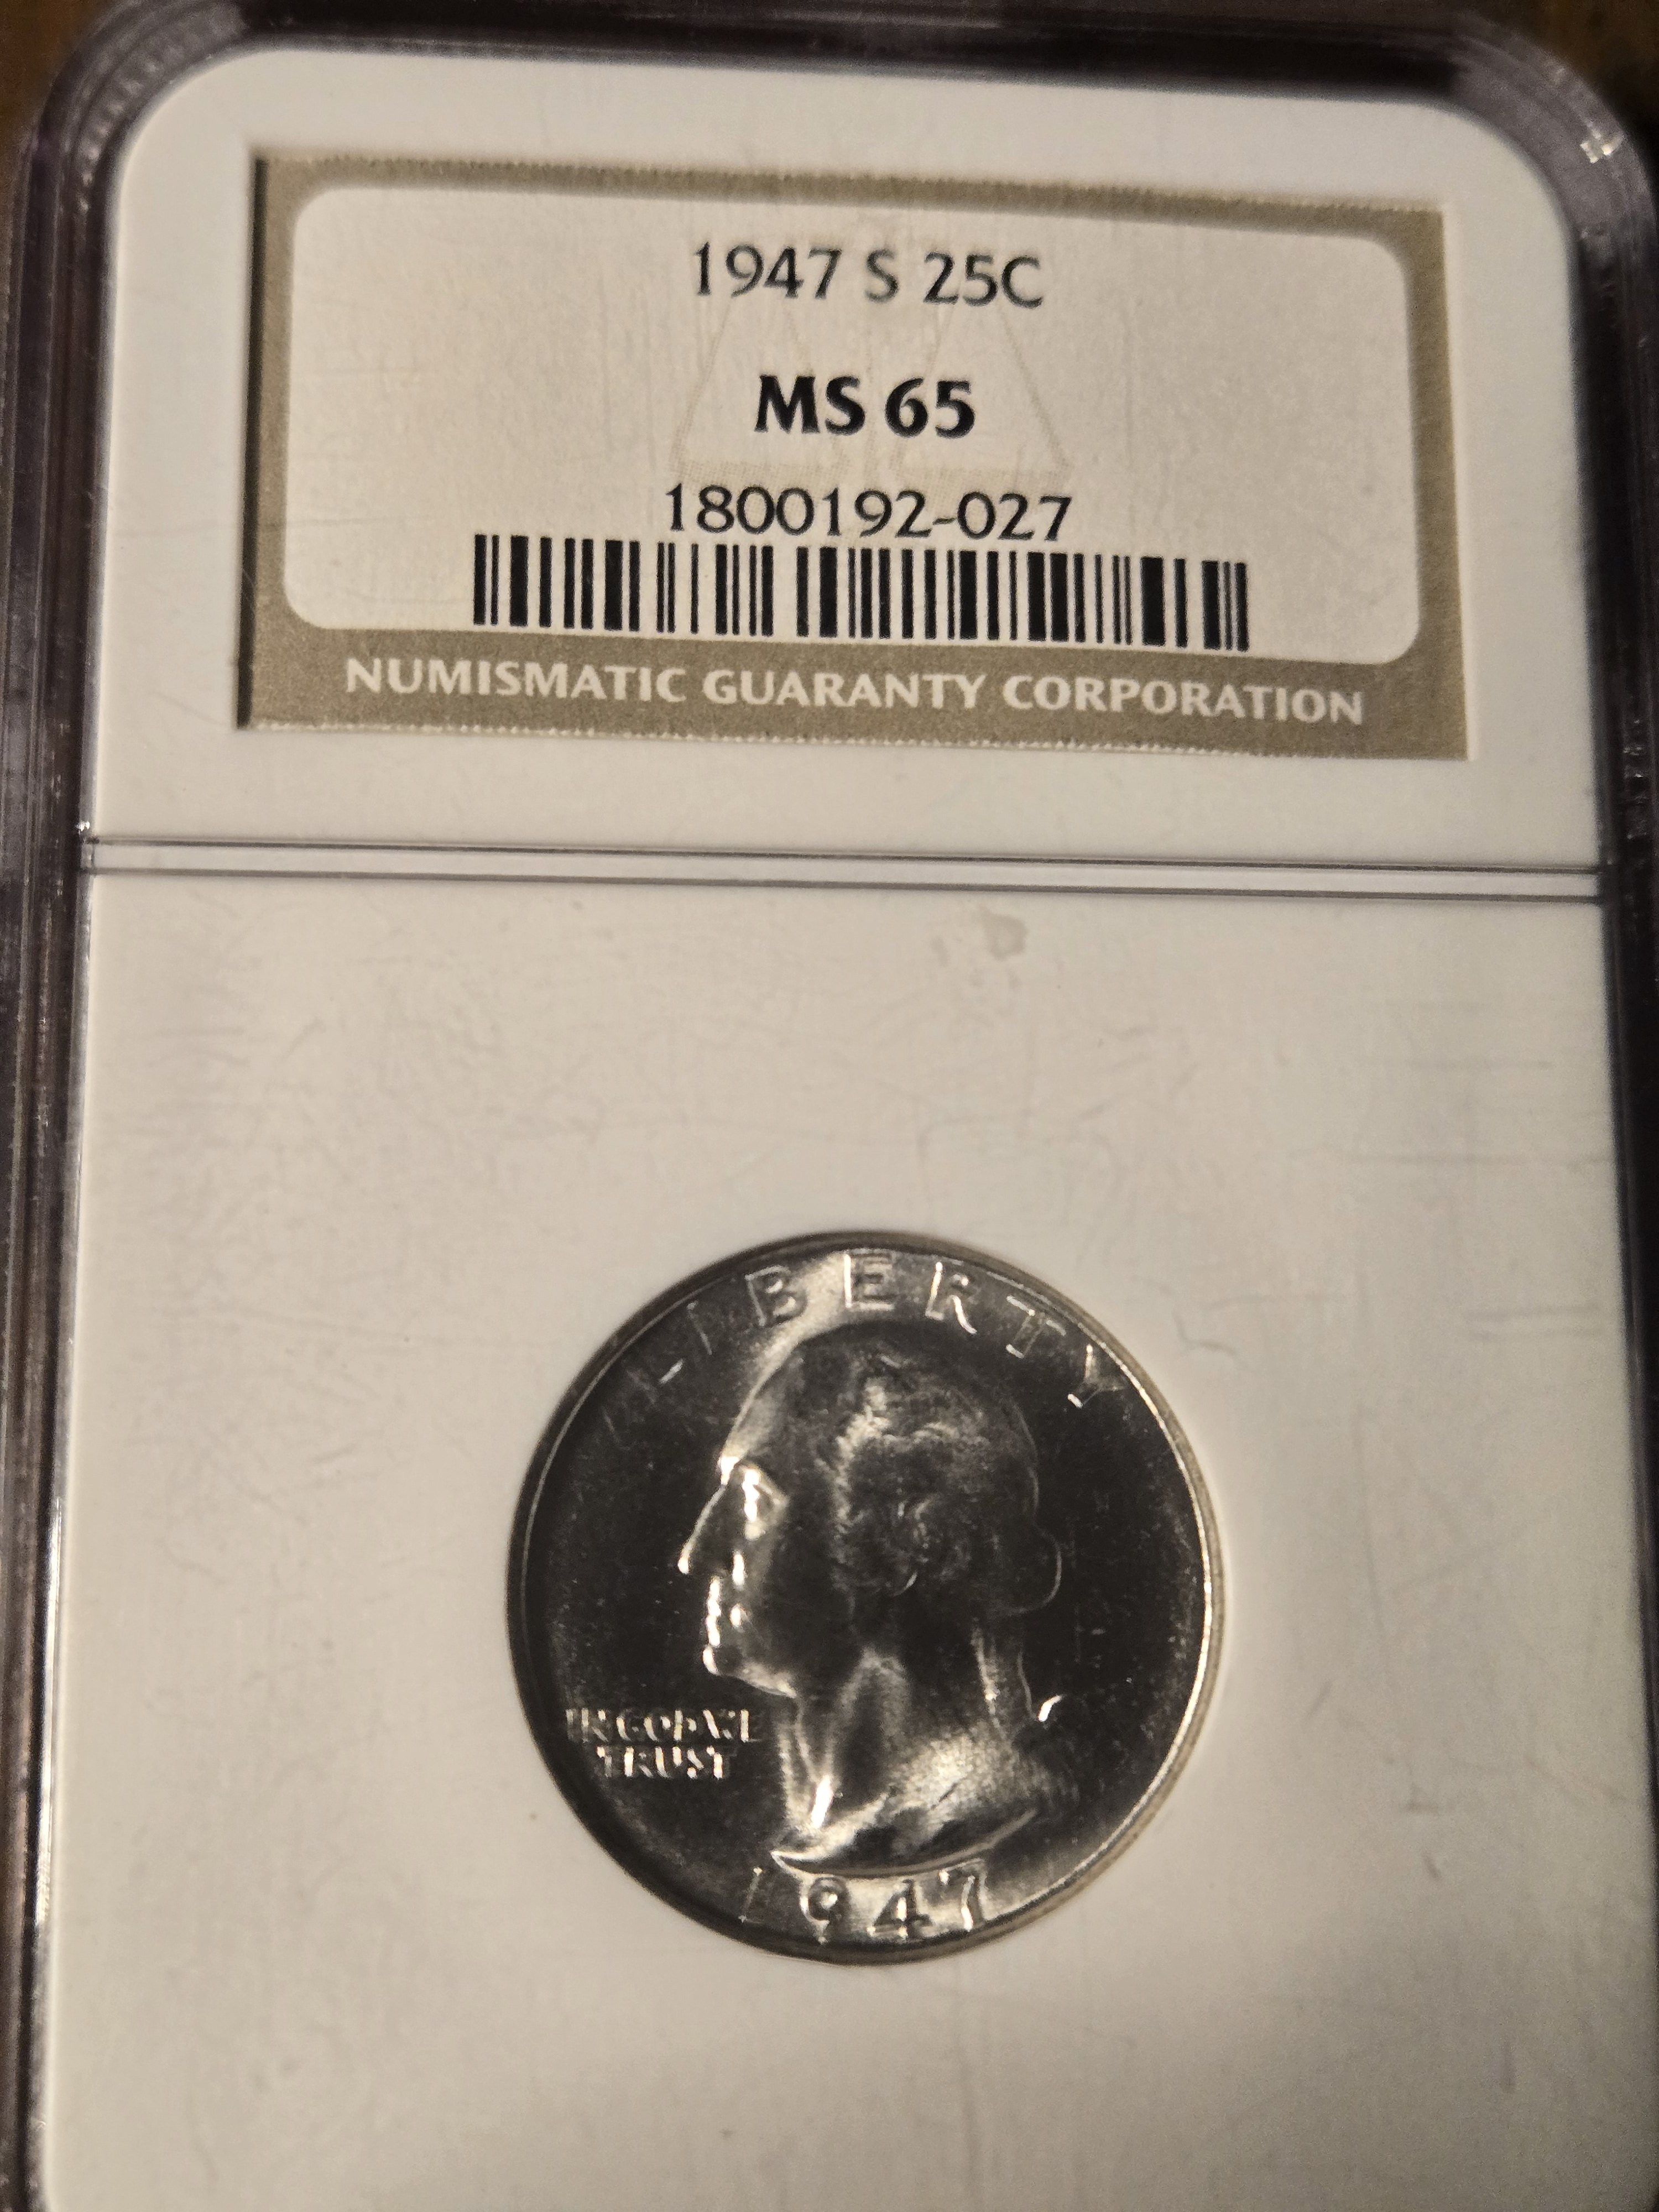 1947 S 25C
MS 65
1800192-027
NUMISMATIC GUARANTY CORPORATION
LIBERTY
IN GOD WE
TRUST
1947